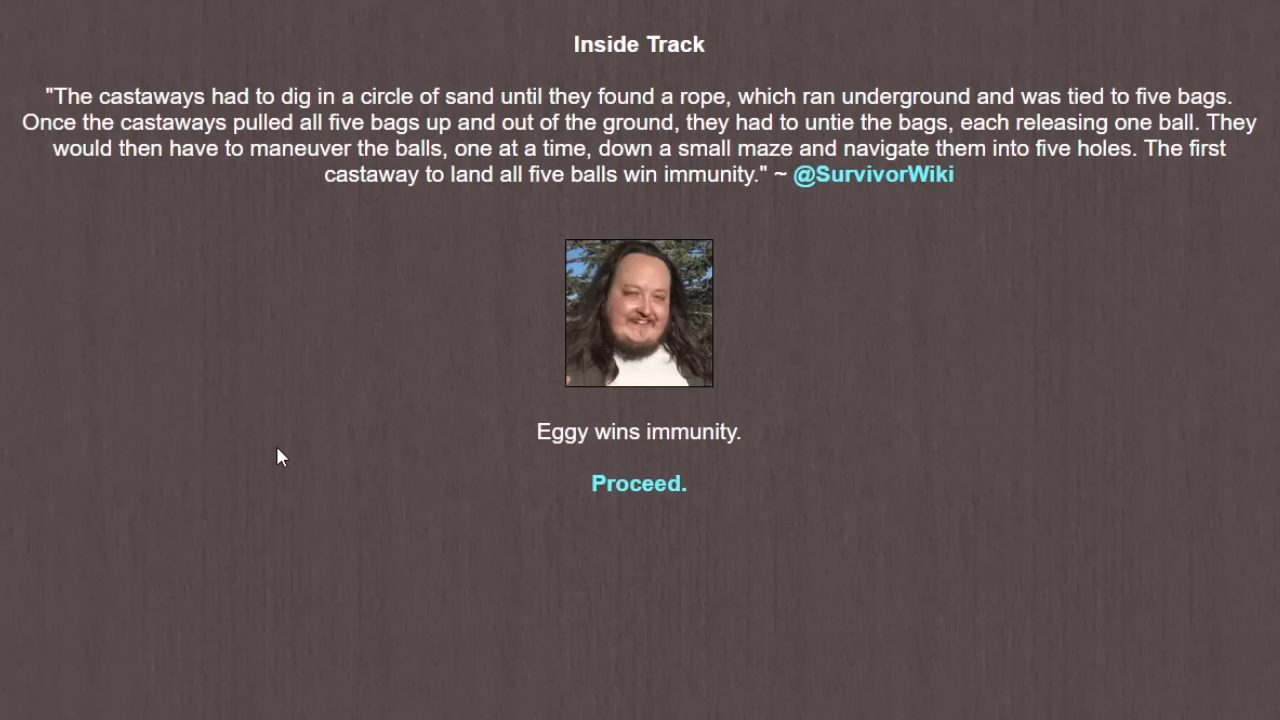 Inside Track
"The castaways had to dig in a circle of sand until they found a rope, which ran underground and was tied to five bags.
Once the castaways pulled all five bags up and out of the ground, they had to untie the bags, each releasing one ball. They
would then have to maneuver the balls, one at a time, down a small maze and navigate them into five holes. The first
castaway to land all five balls win immunity." ~ @SurvivorWiki
Eggy wins immunity.
Proceed.